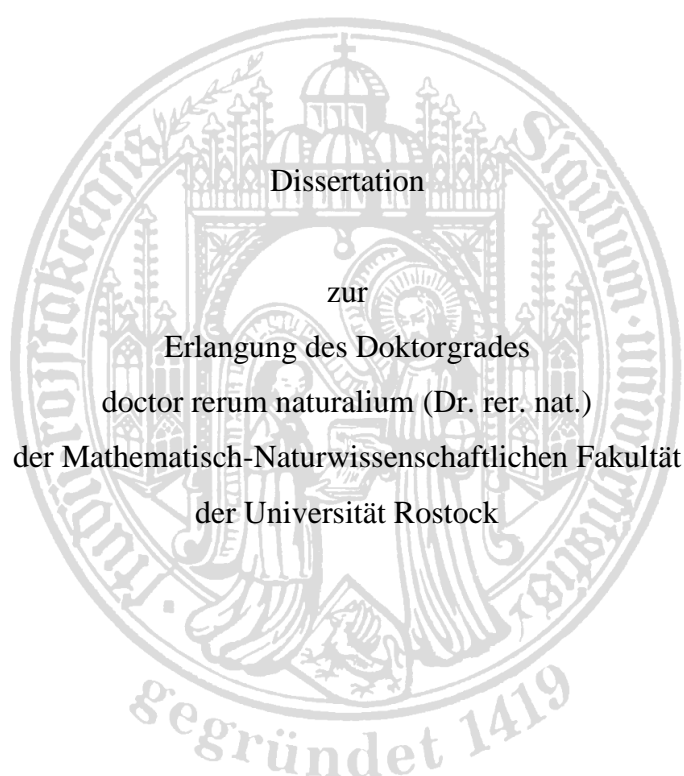 Dissertation
zur
Erlangung des Doktorgrades
doctor rerum naturalium (Dr. rer. nat.)
der Mathematisch-Naturwissenschaftlichen Fakultät
der Universität Rostock
gegründet 1419